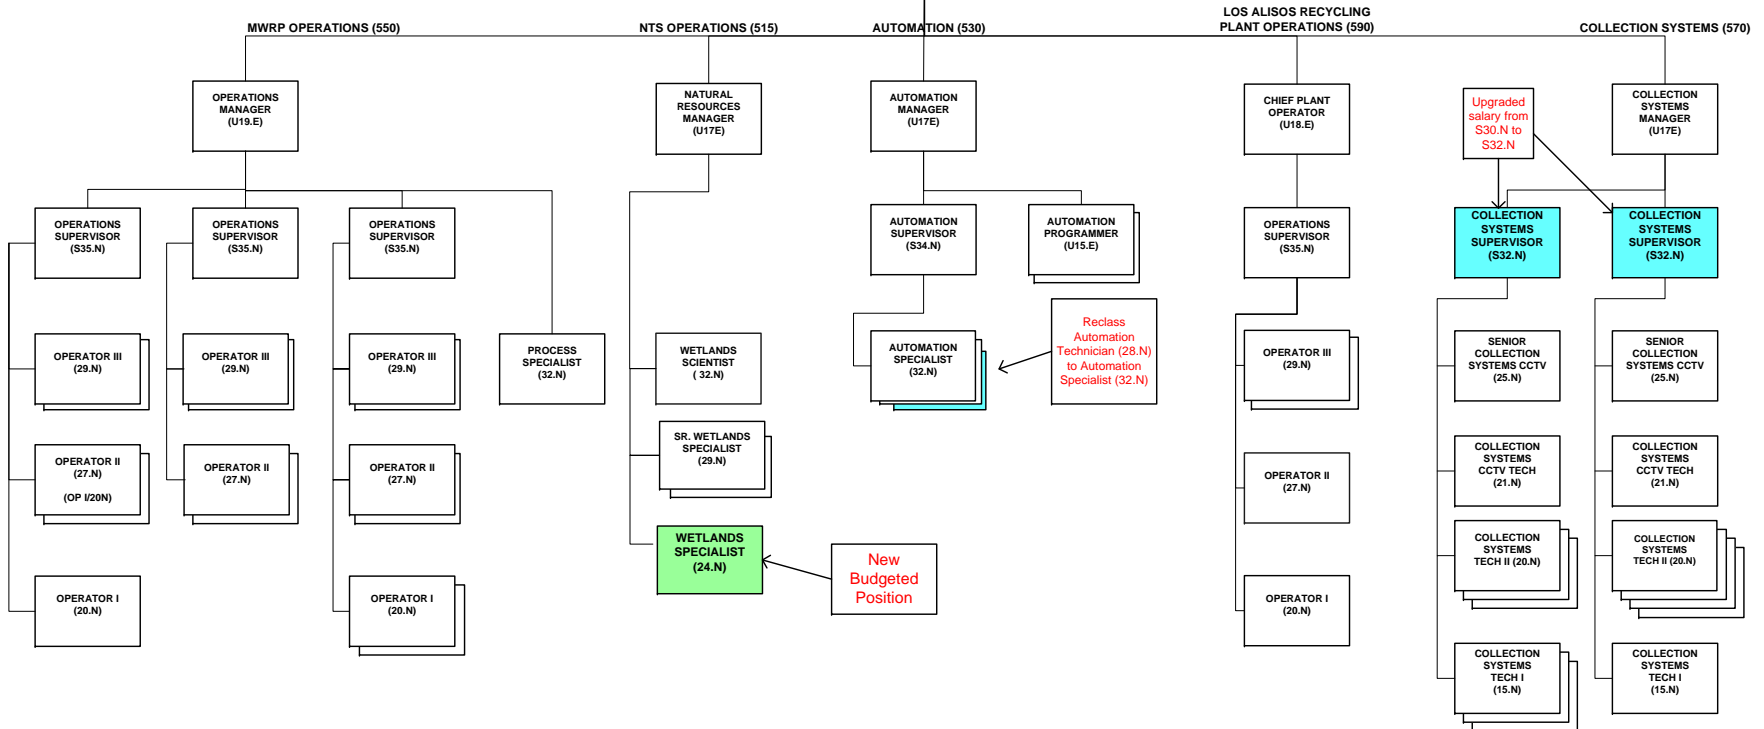 MWRP OPERATIONS (550)
NTS OPERATIONS (515)
AUTOMATION (530)
LOS ALISOS RECYCLING
PLANT OPERATIONS (590)
COLLECTION SYSTEMS (570)
OPERATIONS
MANAGER
(U19.E)
NATURAL
RESOURCES
MANAGER
(U17E)
AUTOMATION
MANAGER
(U17E)
CHIEF PLANT
OPERATOR
(U18.E)
Upgraded
salary from
S30.N to
S32.N
COLLECTION
SYSTEMS
MANAGER
(U17E)
OPERATIONS
SUPERVISOR
(S35.N)
OPERATIONS
SUPERVISOR
(S35.N)
OPERATIONS
SUPERVISOR
(S35.N)
AUTOMATION
SUPERVISOR
(S34.N)
AUTOMATION
PROGRAMMER
(U15.E)
OPERATIONS
SUPERVISOR
(S35.N)
COLLECTION
SYSTEMS
SUPERVISOR
(S32.N)
COLLECTION
SYSTEMS
SUPERVISOR
(S32.N)
OPERATOR III
(29.N)
OPERATOR III
(29.N)
OPERATOR III
(29.N)
PROCESS
SPECIALIST
(32.N)
WETLANDS
SCIENTIST
( 32.N)
AUTOMATION
SPECIALIST
(32.N)
Reclass
Automation
Technician (28.N)
to Automation
Specialist (32.N)
OPERATOR III
(29.N)
SENIOR
COLLECTION
SYSTEMS CCTV
(25.N)
SENIOR
COLLECTION
SYSTEMS CCTV
(25.N)
OPERATOR II
(27.N)
(OP I/20N)
OPERATOR II
(27.N)
OPERATOR II
(27.N)
SR. WETLANDS
SPECIALIST
(29.N)
OPERATOR II
(27.N)
COLLECTION
SYSTEMS
CCTV TECH
(21.N)
COLLECTION
SYSTEMS
CCTV TECH
(21.N)
WETLANDS
SPECIALIST
(24.N)
New
Budgeted
Position
COLLECTION
SYSTEMS
TECH II (20.N)
COLLECTION
SYSTEMS
TECH II (20.N)
OPERATOR I
(20.N)
OPERATOR I
(20.N)
OPERATOR I
(20.N)
COLLECTION
SYSTEMS
TECH I
(15.N)
COLLECTION
SYSTEMS
TECH I
(15.N)